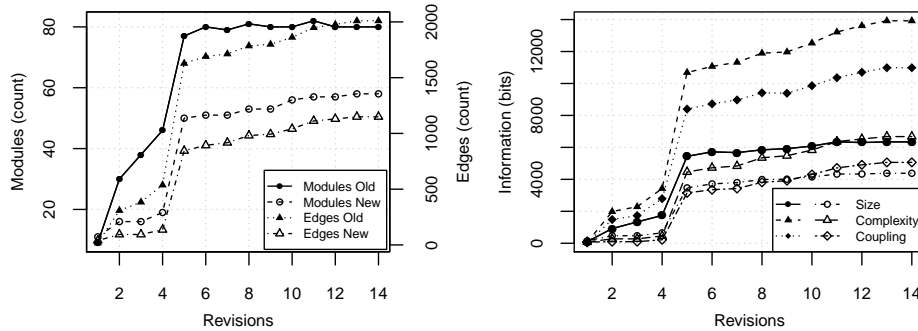 Modules (count)
20 40 60 80
2 4 6 8 10 12 14
Revisions
0 500 1000 1500 2000
Edges (count)
Modules Old
Modules New
Edges Old
Edges New
Information (bits)
0 4000 8000 12000
2 4 6 8 10 12 14
Revisions
Size
Complexity
Coupling